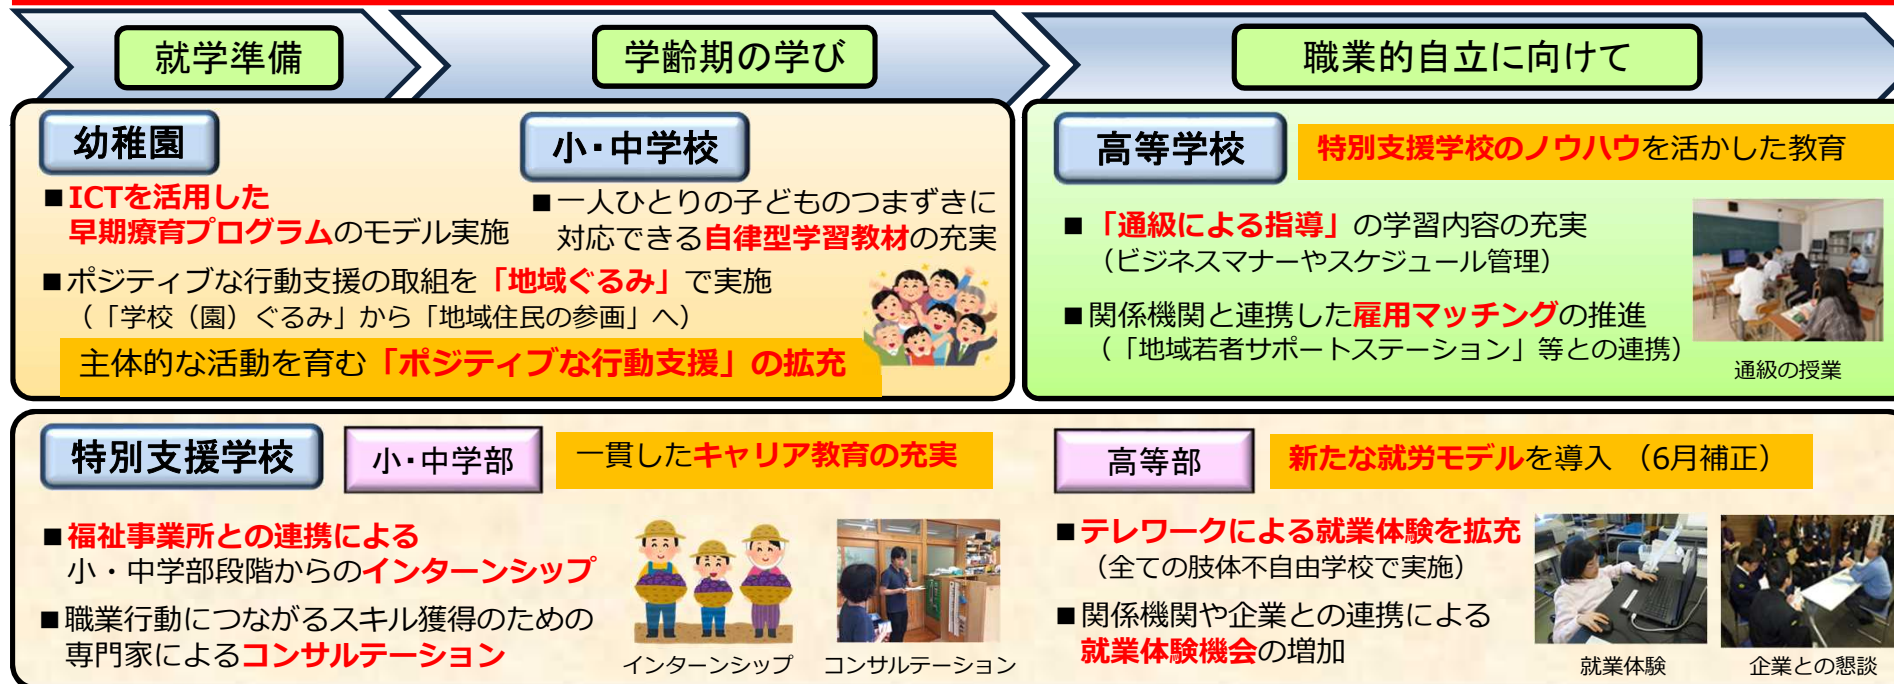 就学準備
学齢期の学び
職業的自立に向けて
幼稚園
■ICTを活用した
早期療育プログラムのモデル実施
小・中学校
■一人ひとりの子どものつまずきに
対応できる自律型学習教材の充実
■ポジティブな行動支援の取組を「地域ぐるみ」で実施
（「学校（園）ぐるみ」から「地域住民の参画」へ）
主体的な活動を育む「ポジティブな行動支援」の拡充
高等学校
特別支援学校のノウハウを活かした教育
■「通級による指導」の学習内容の充実
（ビジネスマナーやスケジュール管理）
■関係機関と連携した雇用マッチングの推進
（「地域若者サポートステーション」等との連携）
通級の授業
特別支援学校
小・中学部
一貫したキャリア教育の充実
■福祉事業所との連携による
小・中学部段階からのインターンシップ
■職業行動につながるスキル獲得のための
専門家によるコンサルテーション
インターンシップ
コンサルテーション
高等部
新たな就労モデルを導入 （6月補正）
■テレワークによる就業体験を拡充
（全ての肢体不自由学校で実施）
■関係機関や企業との連携による
就業体験機会の増加
就業体験
企業との懇談